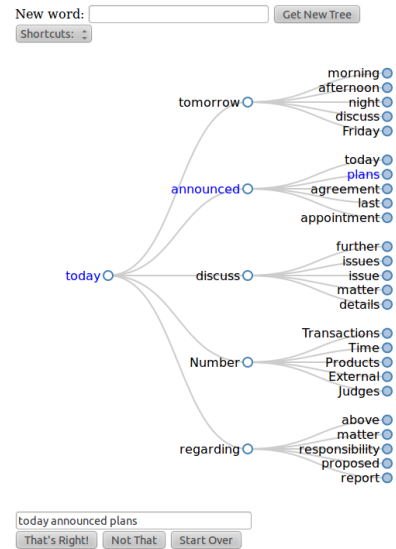 New word: Get New Tree
Shortcuts:
morning
afternoon
tomorrow night
discuss
Friday
today
plans
announced agreement
last
appointment
further
issues
today discuss issue
matter
details
Transactions
Time
Number Products
External
Judges
above
matter
regarding responsibility
proposed
report
today announced plans
That's Right! Not That Start Over